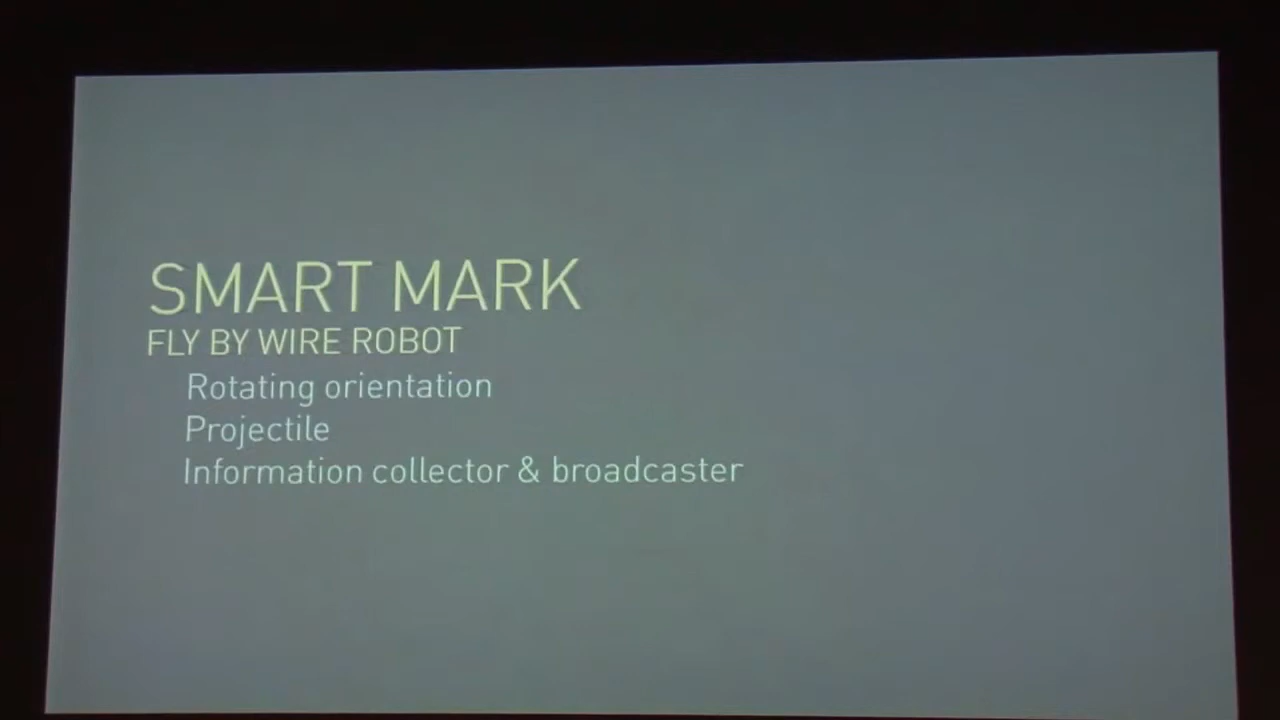 SMART MARK
FLY BY WIRE ROBOT
Rotating orientation
Projectile
Information collector & broadcaster